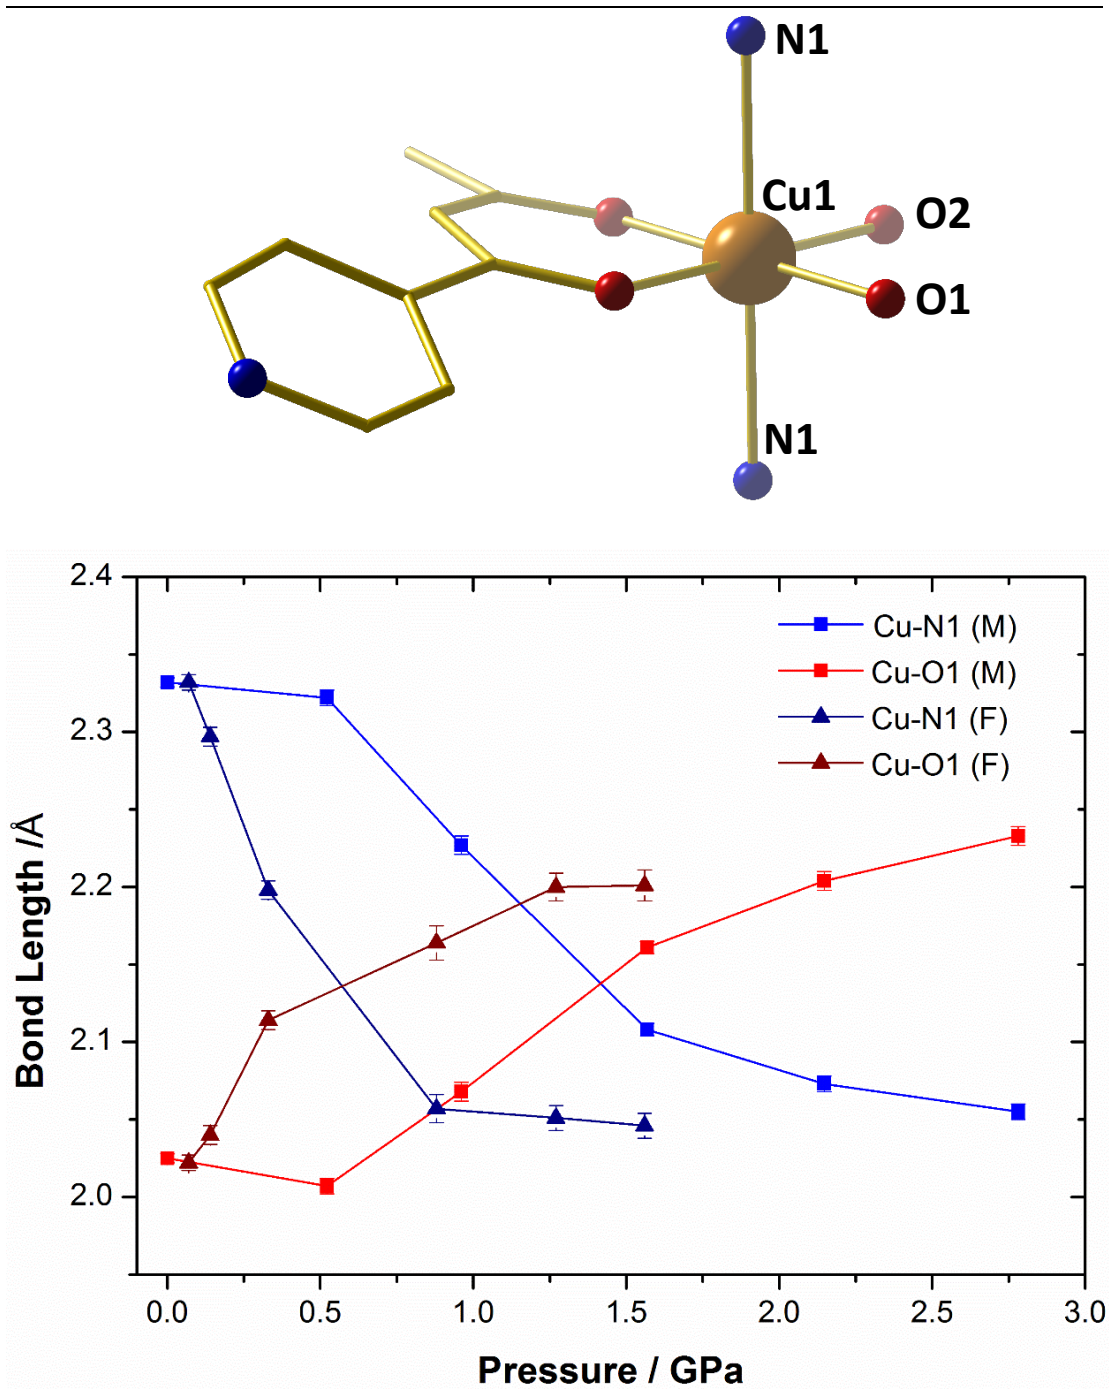 N1
Cu1
O2
O1
N1
2.4
2.3
2.2
2.1
2.0
Bond Length /Å
Cu-N1 (M)
Cu-O1 (M)
Cu-N1 (F)
Cu-O1 (F)
0.0 0.5 1.0 1.5 2.0 2.5 3.0
Pressure / GPa